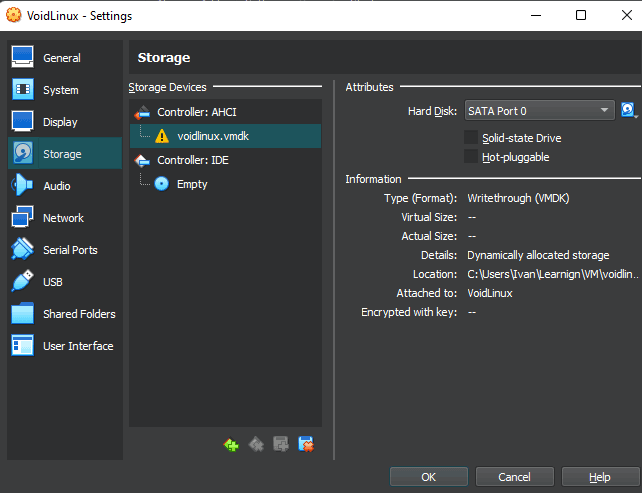 VoidLinux - Settings
General
System
Display
Storage
Audio
Network
Serial Ports
USB
Shared Folders
User Interface
Storage
Storage Devices
Controller: AHCI
voidlinux.vmdk
Controller: IDE
Empty
Attributes
Hard Disk: SATA Port 0
Solid-state Drive
Hot-pluggable
Information
Type (Format): Writethrough (VMDK)
Virtual Size: --
Actual Size: --
Details: Dynamically allocated storage
Location: C:\Users\Ivan\Learnign\VM\voidlin...
Attached to: VoidLinux
Encrypted with key: --
OK Cancel Help